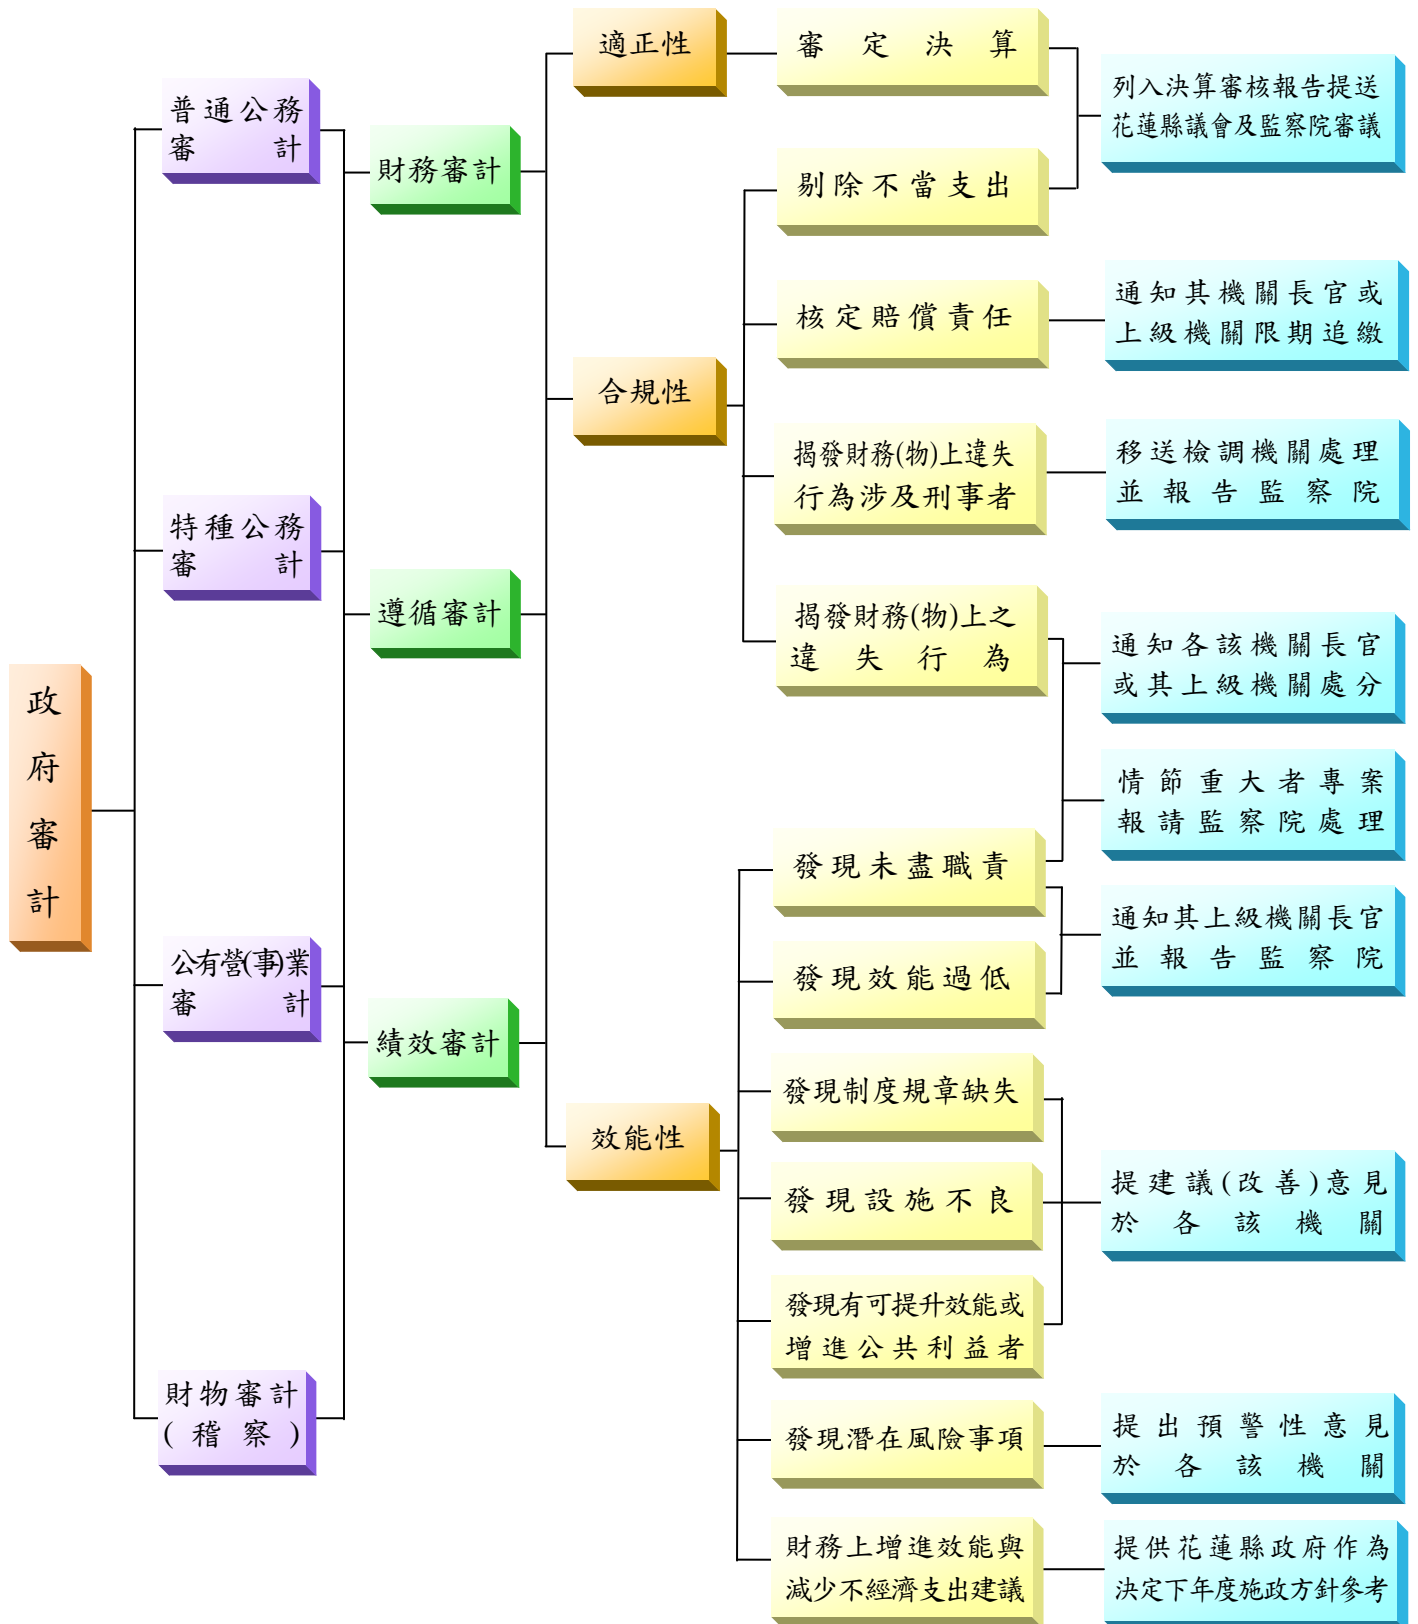 政府審計
普通公務
審計
特種公務
審計
公有營(事)業
審計
財物審計
(稽察)
財務審計
遵循審計
績效審計
適正性
合規性
效能性
審定決算
剔除不當支出
核定賠償責任
揭發財務(物)上違失
行為涉及刑事者
揭發財務(物)上之
違失行為
發現未盡職責
發現效能過低
發現制度規章缺失
發現設施不良
發現有可提升效能或
增進公共利益者
發現潛在風險事項
財務上增進效能與
減少不經濟支出建議
列入決算審核報告提送
花蓮縣議會及監察院審議
通知其機關長官或
上級機關限期追繳
移送檢調機關處理
並報告監察院
通知各該機關長官
或其上級機關處分
情節重大者專案
報請監察院處理
通知其上級機關長官
並報告監察院
提建議(改善)意見
於各該機關
提出預警性意見
於各該機關
提供花蓮縣政府作為
決定下年度施政方針參考